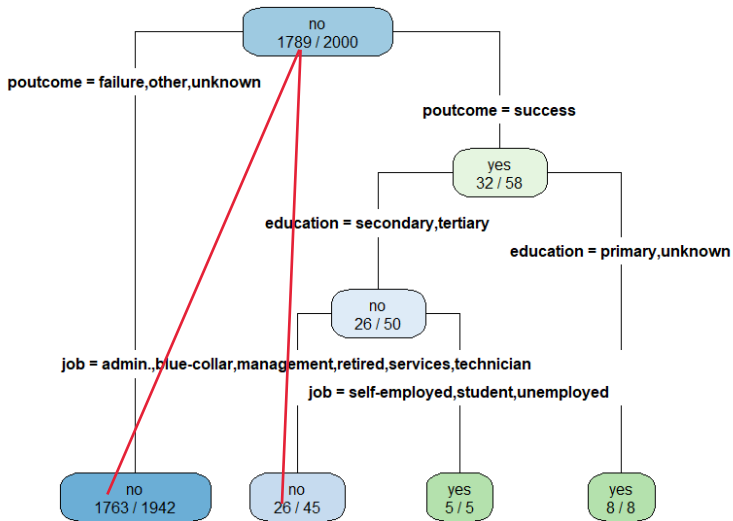 no
1789 / 2000
poutcome = failure,other,unknown
poutcome = success
yes
32 / 58
education = secondary,tertiary
education = primary,unknown
no
26 / 50
job = admin.,blue-collar,management,retired,services,technician
job = self-employed,student,unemployed
no
1763 / 1942
no
26 / 45
yes
5 / 5
yes
8 / 8